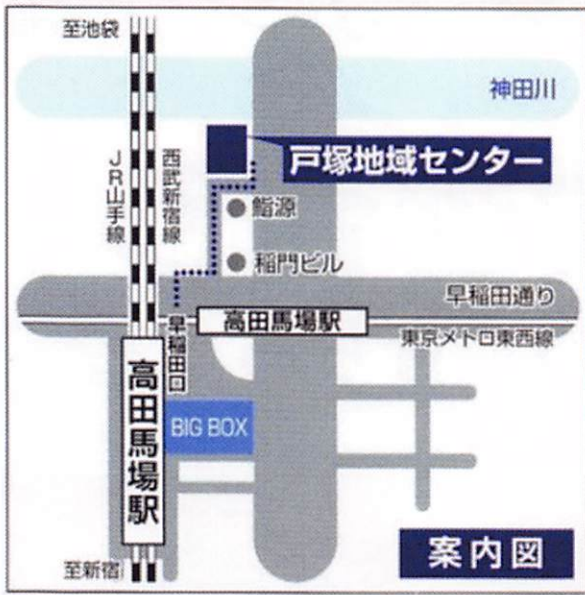 至池袋
神田川
戸塚地域センター
JR山手線
西武新宿線
鮨源
稲門ビル
早稲田通り
高田馬場駅
早稲田口
東京メトロ東西線
高田馬場駅
BIG BOX
至新宿
案内図